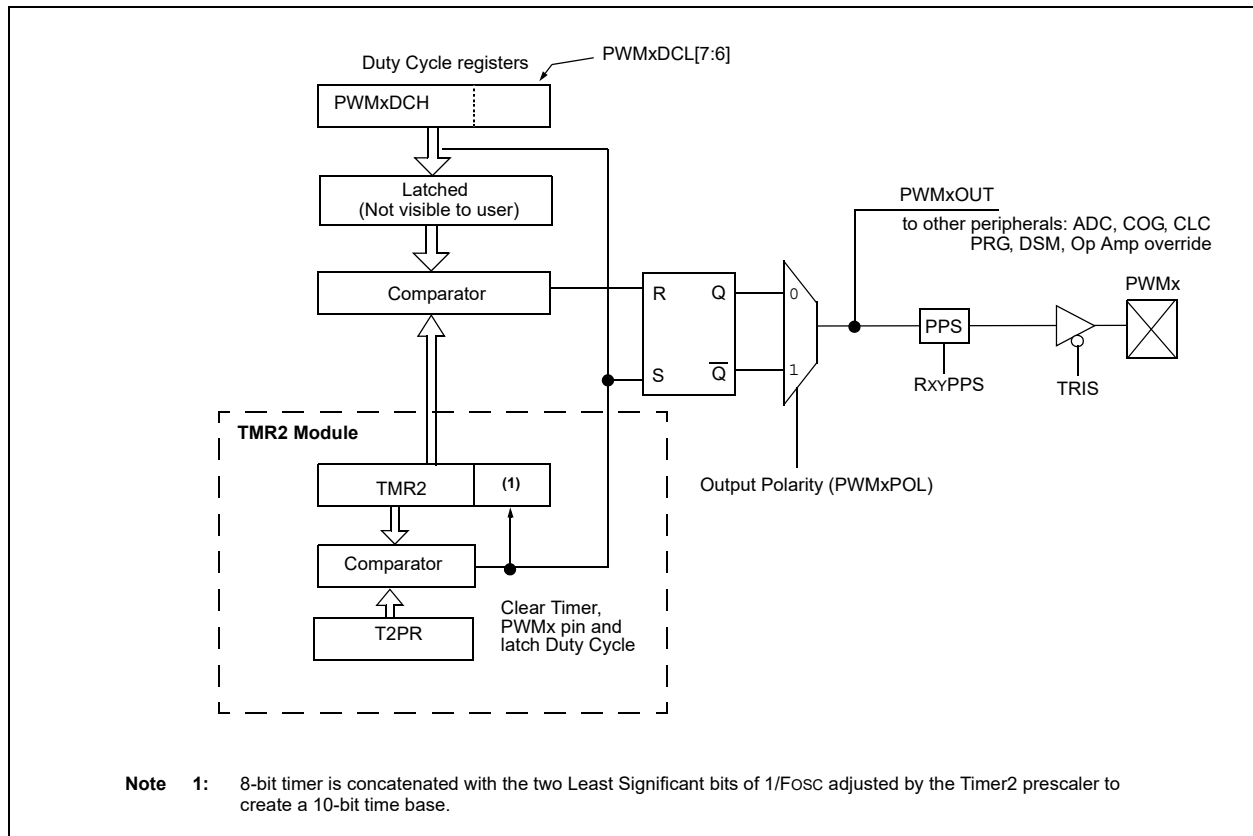 Duty Cycle registers
PWMxDCL[7:6]
PWMxDCH
Latched
(Not visible to user)
Comparator
R
Q
S
Q̅
0
1
PWMxOUT
to other peripherals: ADC, COG, CLC
PRG, DSM, Op Amp override
PWMx
PPS
RxyPPS
TRIS
Output Polarity (PWMxPOL)
TMR2 Module
TMR2
(1)
Comparator
T2PR
Clear Timer,
PWMx pin and
latch Duty Cycle
Note 1: 8-bit timer is concatenated with the two Least Significant bits of 1/FOSC adjusted by the Timer2 prescaler to
create a 10-bit time base.